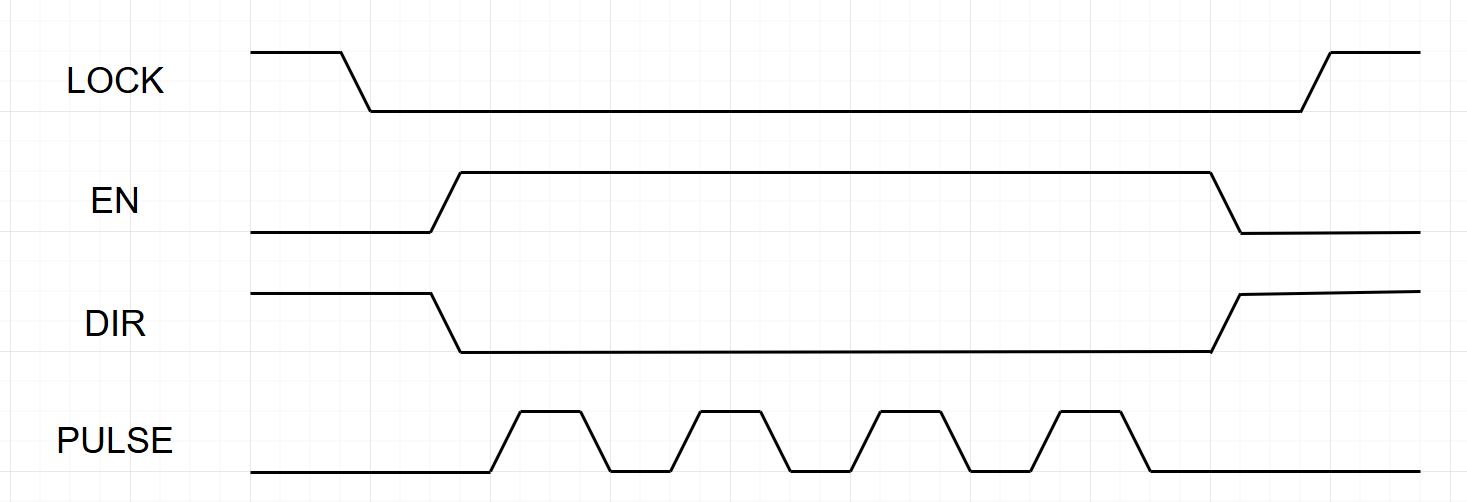 LOCK
EN
DIR
PULSE